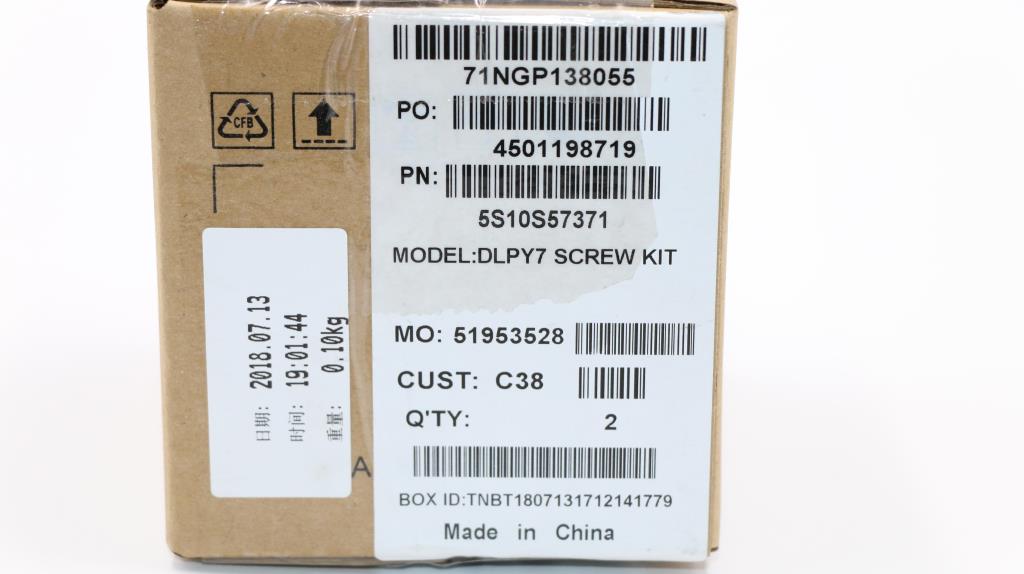 71NGP138055
PO:
4501198719
PN:
5S10S57371
MODEL:DLPY7 SCREW KIT
MO: 51953528
CUST: C38
Q'TY: 2
BOX ID:TNBT1807131712141779
Made in China
CFB
日期: 2018.07.13
时间: 19:01:44
重量: 0.10kg
A